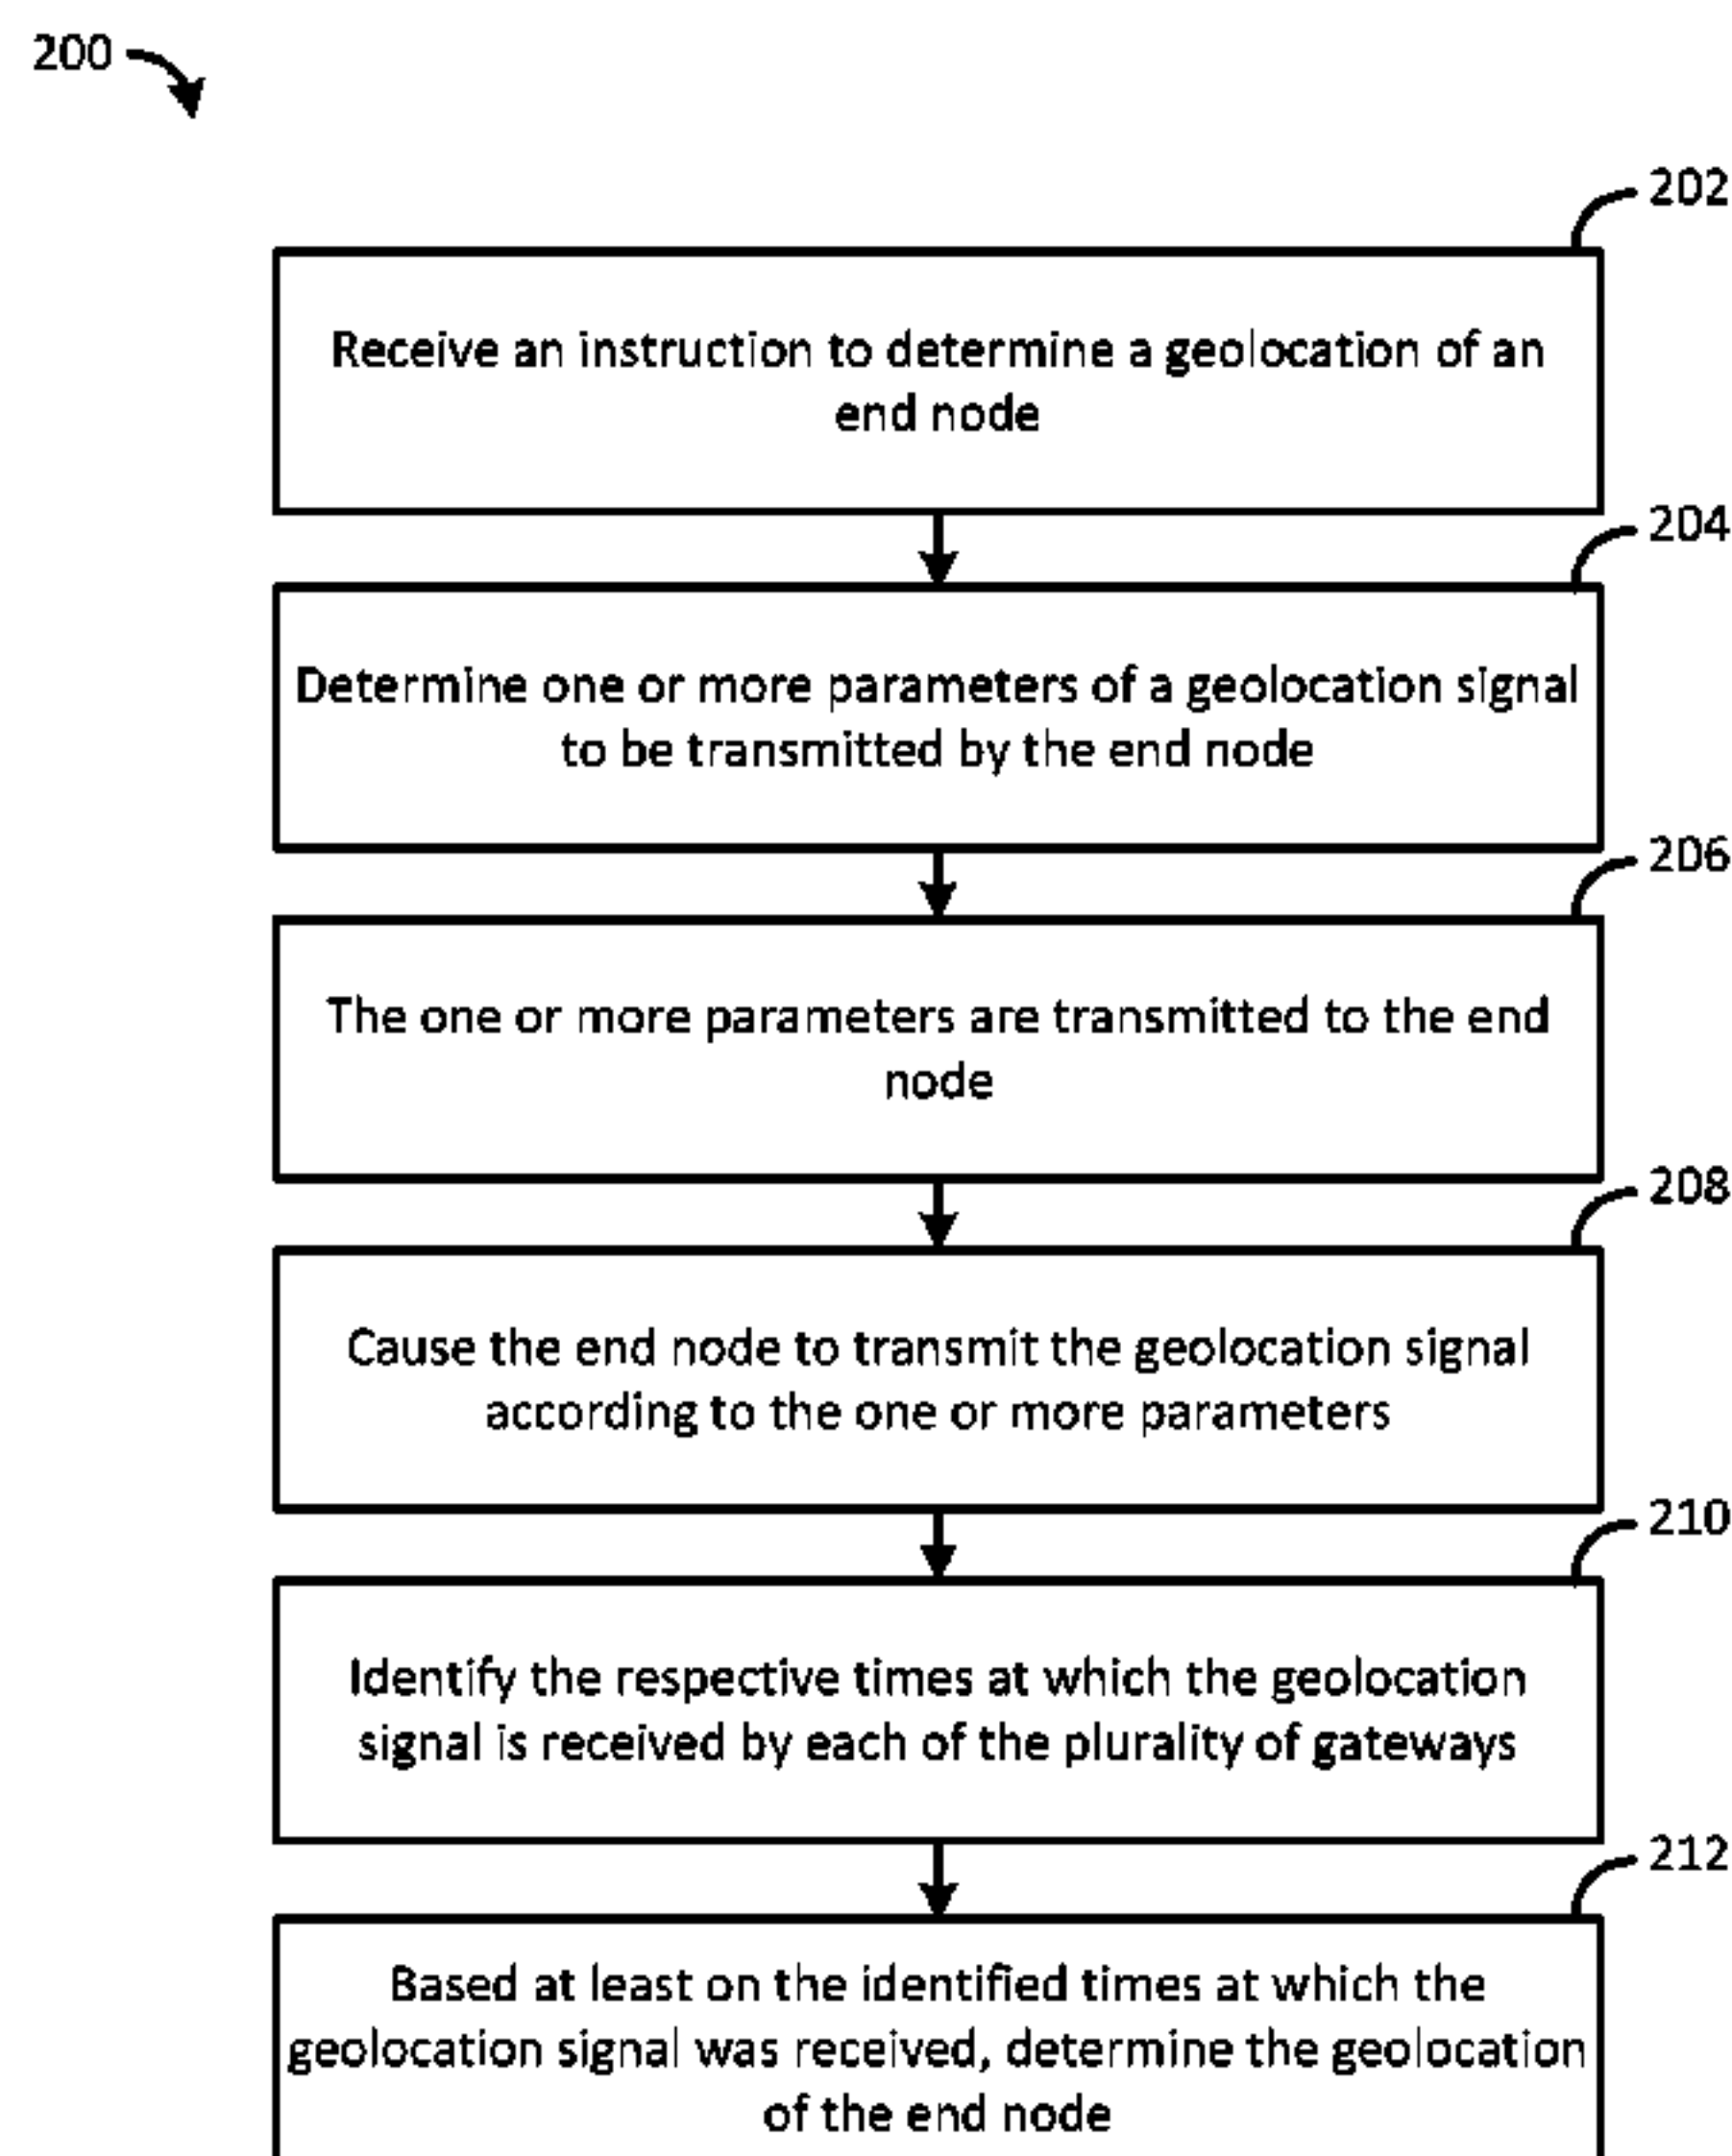 200
202
Receive an instruction to determine a geolocation of an
end node
204
Determine one or more parameters of a geolocation signal
to be transmitted by the end node
206
The one or more parameters are transmitted to the end
node
208
Cause the end node to transmit the geolocation signal
according to the one or more parameters
210
Identify the respective times at which the geolocation
signal is received by each of the plurality of gateways
212
Based at least on the identified times at which the
geolocation signal was received, determine the geolocation
of the end node